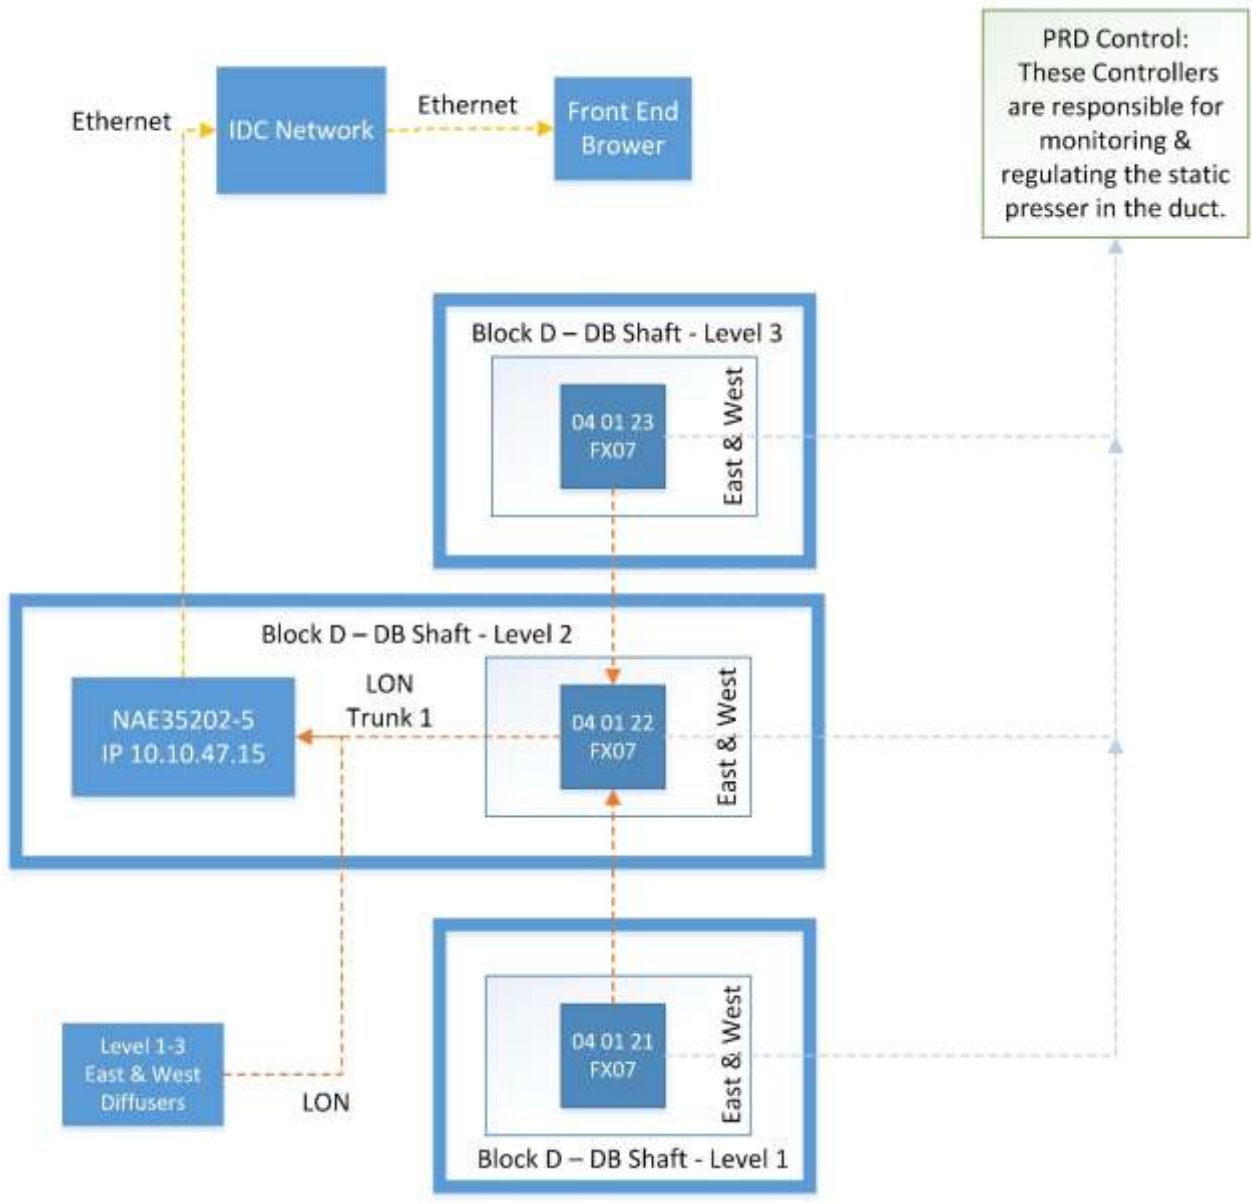 PRD Control:
These Controllers
are responsible for
monitoring &
regulating the static
presser in the duct.
Ethernet
IDC Network
Ethernet
Front End
Brower
Block D – DB Shaft - Level 3
04 01 23
FX07
East & West
Block D – DB Shaft - Level 2
NAE35202-5
IP 10.10.47.15
LON
Trunk 1
04 01 22
FX07
East & West
Level 1-3
East & West
Diffusers
LON
04 01 21
FX07
East & West
Block D – DB Shaft - Level 1